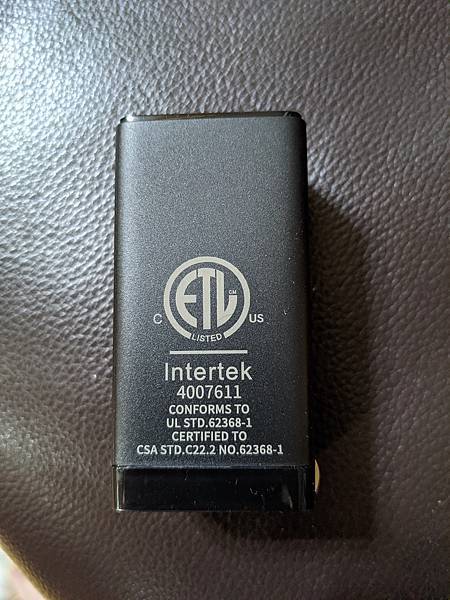 ETL CM
C US
LISTED
Intertek
4007611
CONFORMS TO
UL STD.62368-1
CERTIFIED TO
CSA STD.C22.2 NO.62368-1